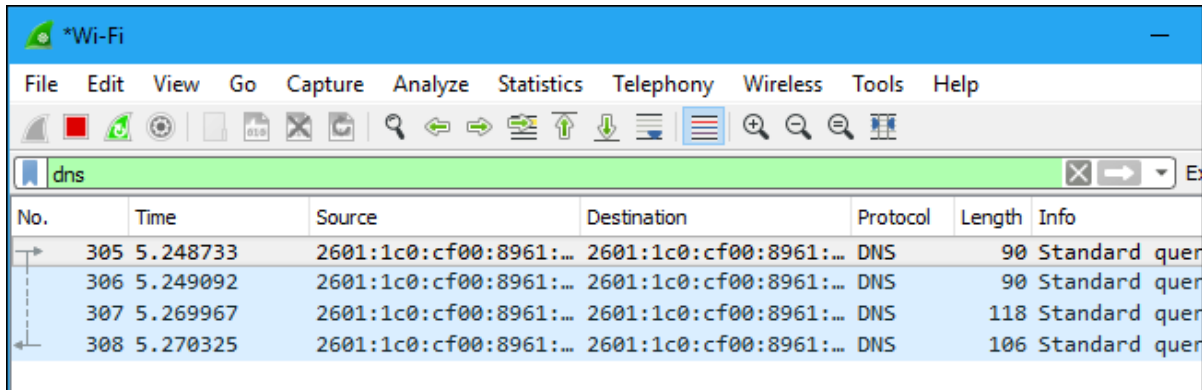 *Wi-Fi
File Edit View Go Capture Analyze Statistics Telephony Wireless Tools Help
dns
No. Time Source Destination Protocol Length Info
305 5.248733 2601:1c0:cf00:8961:… 2601:1c0:cf00:8961:… DNS 90 Standard quer
306 5.249092 2601:1c0:cf00:8961:… 2601:1c0:cf00:8961:… DNS 90 Standard quer
307 5.269967 2601:1c0:cf00:8961:… 2601:1c0:cf00:8961:… DNS 118 Standard quer
308 5.270325 2601:1c0:cf00:8961:… 2601:1c0:cf00:8961:… DNS 106 Standard quer